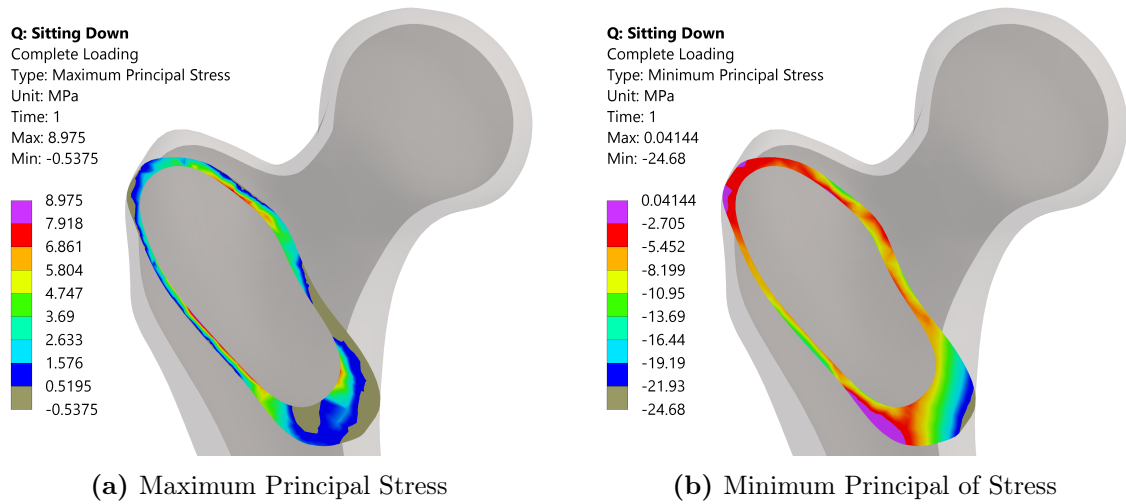 Q: Sitting Down
Complete Loading
Type: Maximum Principal Stress
Unit: MPa
Time: 1
Max: 8.975
Min: -0.5375
8.975
7.918
6.861
5.804
4.747
3.69
2.633
1.576
0.5195
-0.5375
(a) Maximum Principal Stress
Q: Sitting Down
Complete Loading
Type: Minimum Principal Stress
Unit: MPa
Time: 1
Max: 0.04144
Min: -24.68
0.04144
-2.705
-5.452
-8.199
-10.95
-13.69
-16.44
-19.19
-21.93
-24.68
(b) Minimum Principal of Stress